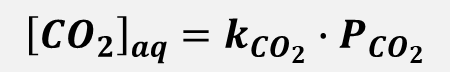 [CO₂]ₐq = k_CO₂ · P_CO₂